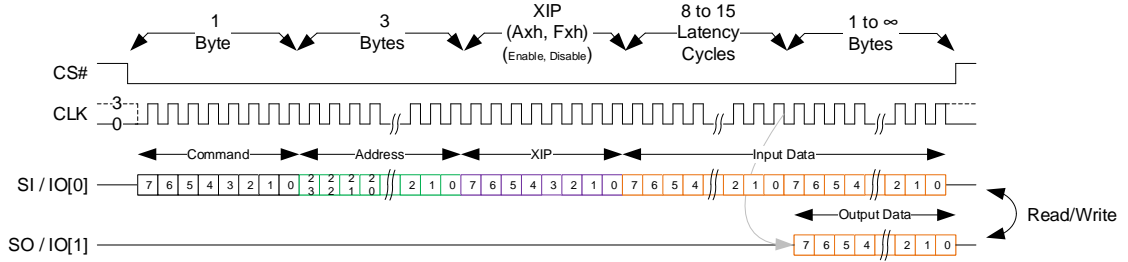 1
Byte
3
Bytes
XIP
(Axh, Fxh)
(Enable, Disable)
8 to 15
Latency
Cycles
1 to ∞
Bytes
CS#
CLK
3
0
Command
Address
XIP
Input Data
SI / IO[0]
7 6 5 4 3 2 1 0 23 22 21 20 2 1 0 7 6 5 4 3 2 1 0 7 6 5 4 2 1 0 7 6 5 4 2 1 0
Output Data
Read/Write
SO / IO[1]
7 6 5 4 2 1 0